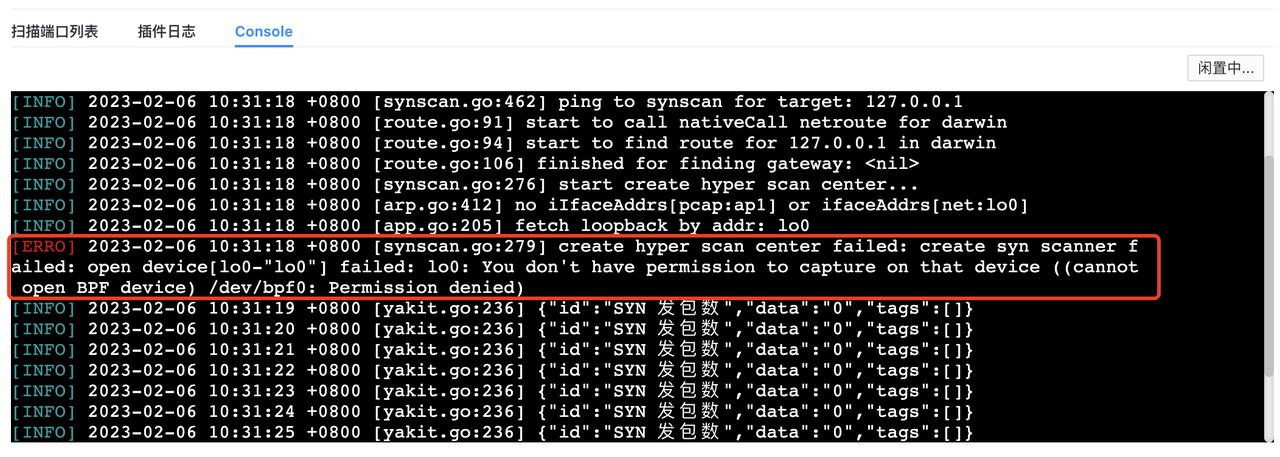 扫描端口列表 插件日志 Console
闲置中...
[INFO] 2023-02-06 10:31:18 +0800 [synscan.go:462] ping to synscan for target: 127.0.0.1
[INFO] 2023-02-06 10:31:18 +0800 [route.go:91] start to call nativeCall netroute for darwin
[INFO] 2023-02-06 10:31:18 +0800 [route.go:94] start to find route for 127.0.0.1 in darwin
[INFO] 2023-02-06 10:31:18 +0800 [route.go:106] finished for finding gateway: <nil>
[INFO] 2023-02-06 10:31:18 +0800 [synscan.go:276] start create hyper scan center...
[INFO] 2023-02-06 10:31:18 +0800 [arp.go:412] no iIfaceAddrs[pcap:ap1] or ifaceAddrs[net:lo0]
[INFO] 2023-02-06 10:31:18 +0800 [app.go:205] fetch loopback by addr: lo0
[ERRO] 2023-02-06 10:31:18 +0800 [synscan.go:279] create hyper scan center failed: create syn scanner f
ailed: open device[lo0-"lo0"] failed: lo0: You don't have permission to capture on that device ((cannot
open BPF device) /dev/bpf0: Permission denied)
[INFO] 2023-02-06 10:31:19 +0800 [yakit.go:236] {"id":"SYN 发包数","data":"0","tags":[]}
[INFO] 2023-02-06 10:31:20 +0800 [yakit.go:236] {"id":"SYN 发包数","data":"0","tags":[]}
[INFO] 2023-02-06 10:31:21 +0800 [yakit.go:236] {"id":"SYN 发包数","data":"0","tags":[]}
[INFO] 2023-02-06 10:31:22 +0800 [yakit.go:236] {"id":"SYN 发包数","data":"0","tags":[]}
[INFO] 2023-02-06 10:31:23 +0800 [yakit.go:236] {"id":"SYN 发包数","data":"0","tags":[]}
[INFO] 2023-02-06 10:31:24 +0800 [yakit.go:236] {"id":"SYN 发包数","data":"0","tags":[]}
[INFO] 2023-02-06 10:31:25 +0800 [yakit.go:236] {"id":"SYN 发包数","data":"0","tags":[]}